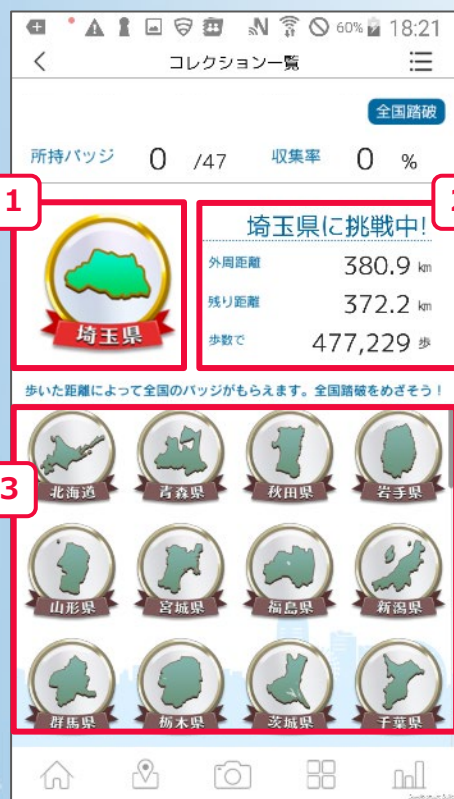 60% 18:21
コレクション一覧
全国踏破
所持バッジ 0 /47 収集率 0 %
1
埼玉県に挑戦中!
外周距離 380.9 km
残り距離 372.2 km
歩数で 477,229 歩
埼玉県
歩いた距離によって全国のバッジがもらえます。全国踏破をめざそう!
3
北海道 青森県 秋田県 岩手県
山形県 宮城県 福島県 新潟県
群馬県 栃木県 茨城県 千葉県